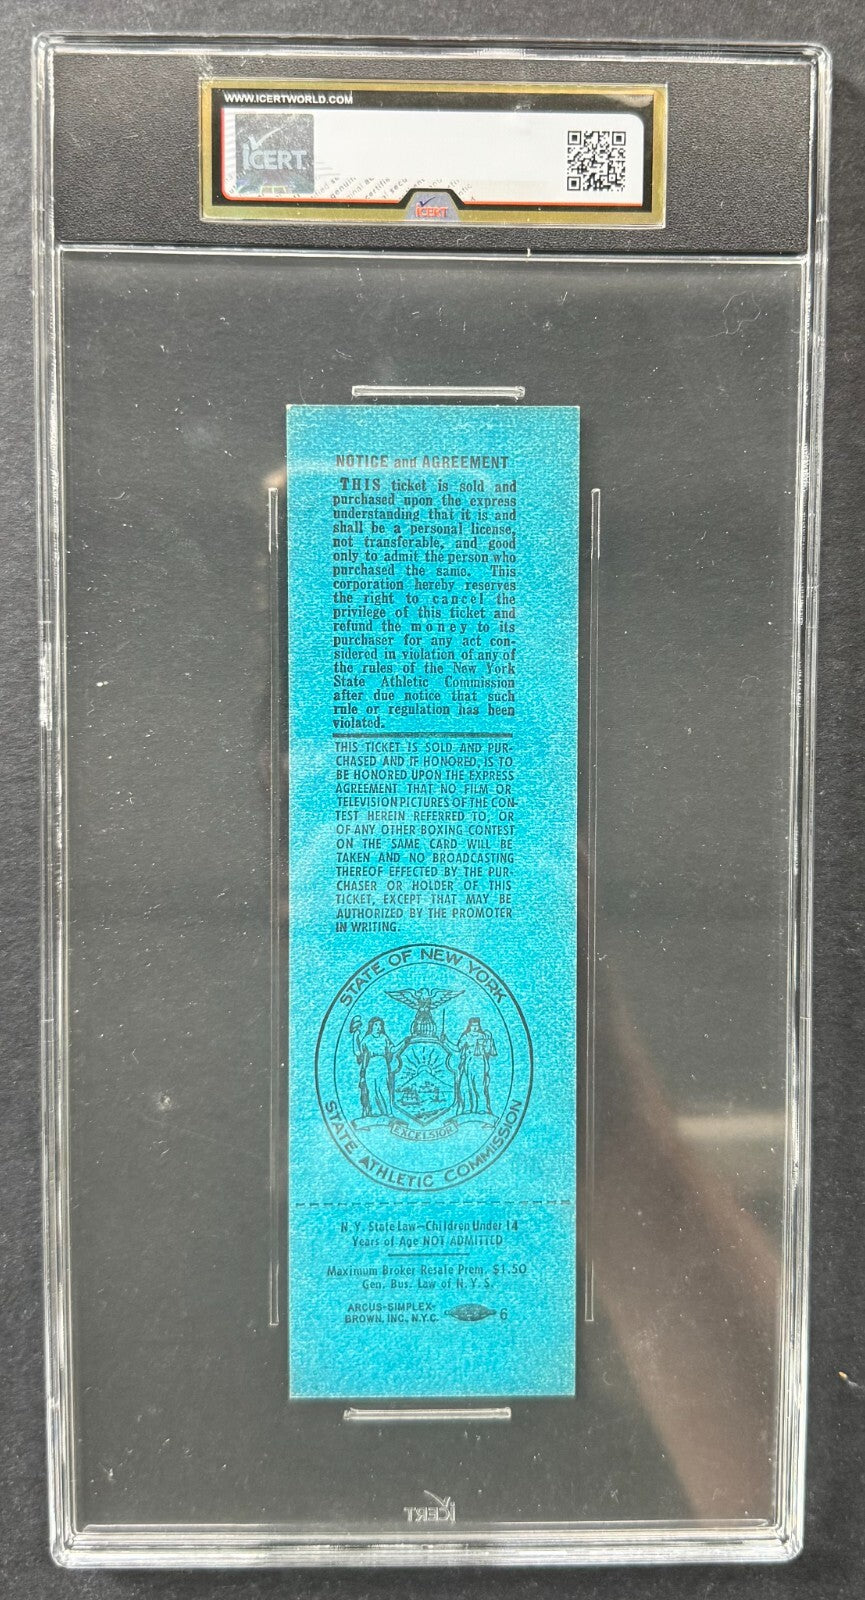 WWW.ICERTWORLD.COM
iCERT
iCERT
NOTICE and AGREEMENT
THIS ticket is sold and
purchased upon the express
understanding that it is and
shall be a personal license,
not transferable, and good
only to admit the person who
purchased the same. This
corporation hereby reserves
the right to cancel the
privilege of this ticket and
refund the money to its
purchaser for any act con-
sidered in violation of any of
the rules of the New York
State Athletic Commission
after due notice that such
rule or regulation has been
violated.
THIS TICKET IS SOLD AND PUR-
CHASED AND IF HONORED, IS TO
BE HONORED UPON THE EXPRESS
AGREEMENT THAT NO FILM OR
TELEVISION PICTURES OF THE CON-
TEST HEREIN REFERRED TO, OR
OF ANY OTHER BOXING CONTEST
ON THE SAME CARD WILL BE
TAKEN AND NO BROADCASTING
THEREOF EFFECTED BY THE PUR-
CHASER OR HOLDER OF THIS
TICKET, EXCEPT THAT MAY BE
AUTHORIZED BY THE PROMOTER
IN WRITING.
STATE OF NEW YORK
EXCELSIOR
STATE ATHLETIC COMMISSION
N.Y. State Law—Children Under 14
Years of Age NOT ADMITTED
Maximum Broker Resale Prem. $1.50
Gen. Bus. Law of N.Y.S.
ARCUS-SIMPLEX-
BROWN, INC., N.Y.C. 6
iCERT